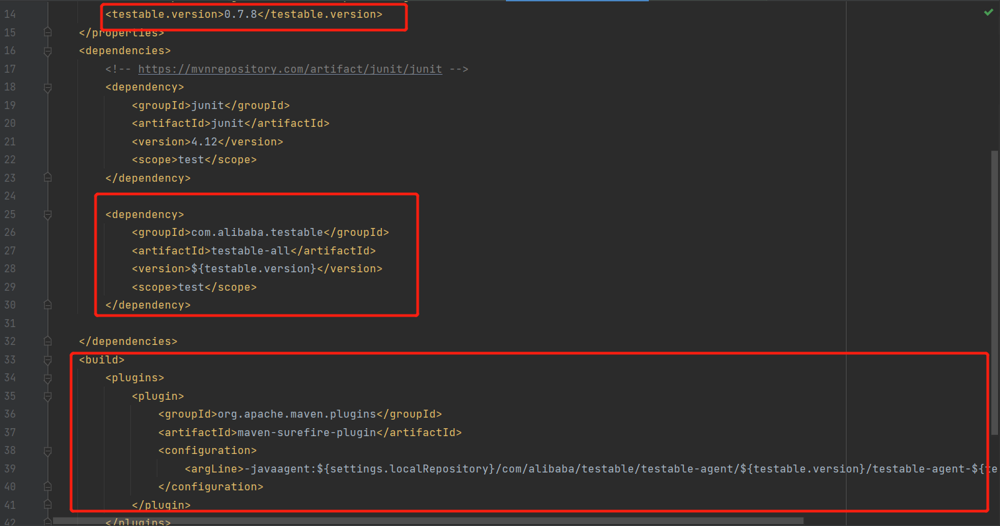 14 <testable.version>0.7.8</testable.version>
15 </properties>
16 <dependencies>
17 <!-- https://mvnrepository.com/artifact/junit/junit -->
18 <dependency>
19 <groupId>junit</groupId>
20 <artifactId>junit</artifactId>
21 <version>4.12</version>
22 <scope>test</scope>
23 </dependency>
24
25 <dependency>
26 <groupId>com.alibaba.testable</groupId>
27 <artifactId>testable-all</artifactId>
28 <version>${testable.version}</version>
29 <scope>test</scope>
30 </dependency>
31
32 </dependencies>
33 <build>
34 <plugins>
35 <plugin>
36 <groupId>org.apache.maven.plugins</groupId>
37 <artifactId>maven-surefire-plugin</artifactId>
38 <configuration>
39 <argLine>-javaagent:${settings.localRepository}/com/alibaba/testable/testable-agent/${testable.version}/testable-agent-${te
40 </configuration>
41 </plugin>
42 </plugins>